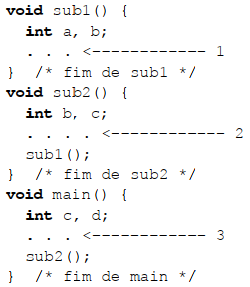 void sub1() {
int a, b;
. . . <------------ 1
} /* fim de sub1 */
void sub2() {
int b, c;
. . . . <------------ 2
sub1();
} /* fim de sub2 */
void main() {
int c, d;
. . . <------------ 3
sub2();
} /* fim de main */